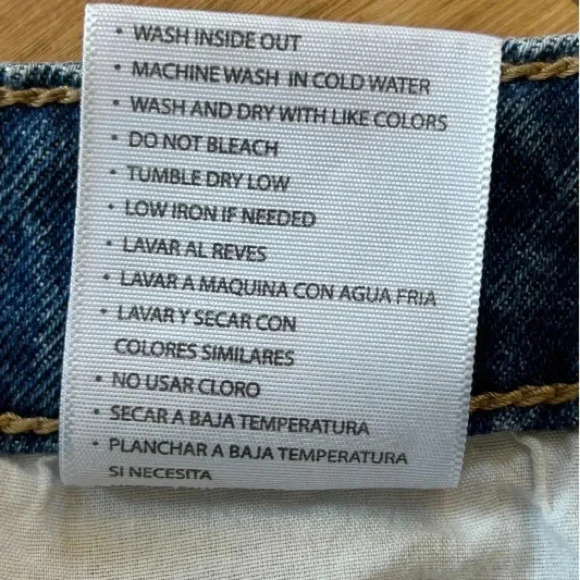 • WASH INSIDE OUT
• MACHINE WASH IN COLD WATER
• WASH AND DRY WITH LIKE COLORS
• DO NOT BLEACH
• TUMBLE DRY LOW
• LOW IRON IF NEEDED
• LAVAR AL REVES
• LAVAR A MAQUINA CON AGUA FRIA
• LAVAR Y SECAR CON
COLORES SIMILARES
• NO USAR CLORO
• SECAR A BAJA TEMPERATURA
• PLANCHAR A BAJA TEMPERATURA
SI NECESITA